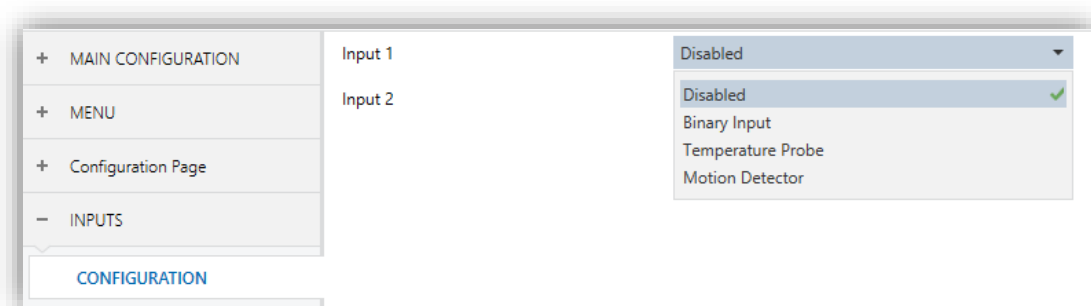 + MAIN CONFIGURATION
+ MENU
+ Configuration Page
− INPUTS
CONFIGURATION
Input 1
Disabled
Input 2
Disabled
Binary Input
Temperature Probe
Motion Detector